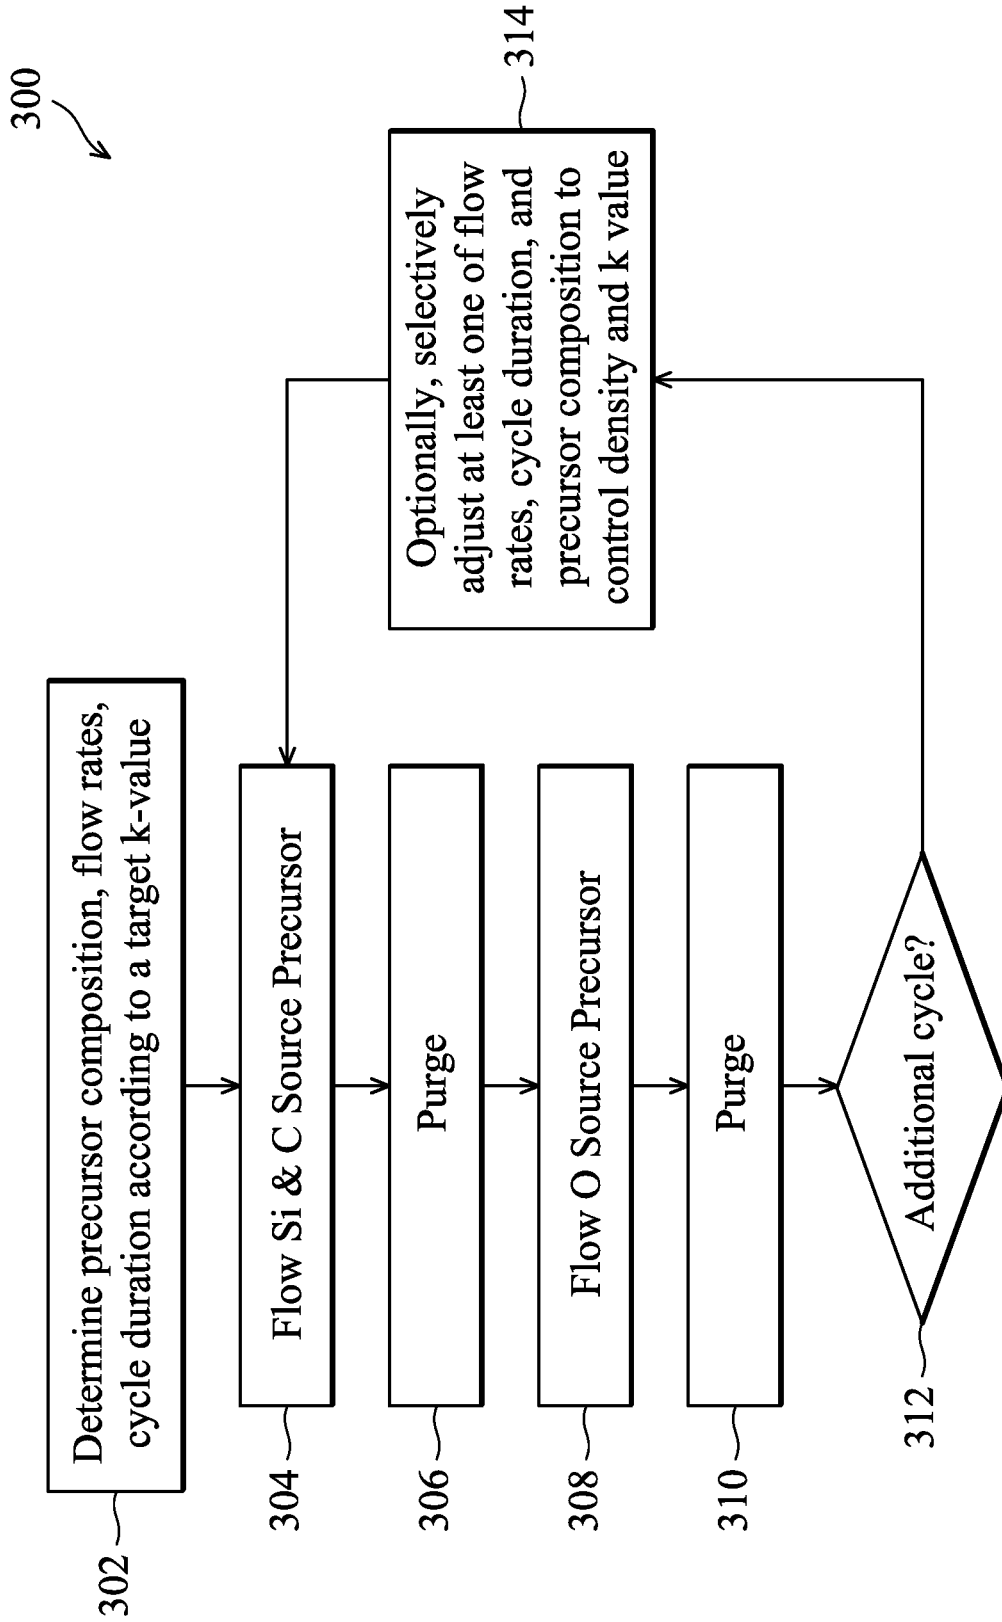 300
302
Determine precursor composition, flow rates,
cycle duration according to a target k-value
304
Flow Si & C Source Precursor
306
Purge
308
Flow O Source Precursor
310
Purge
312
Additional cycle?
Optionally, selectively
adjust at least one of flow
rates, cycle duration, and
precursor composition to
control density and k value
314